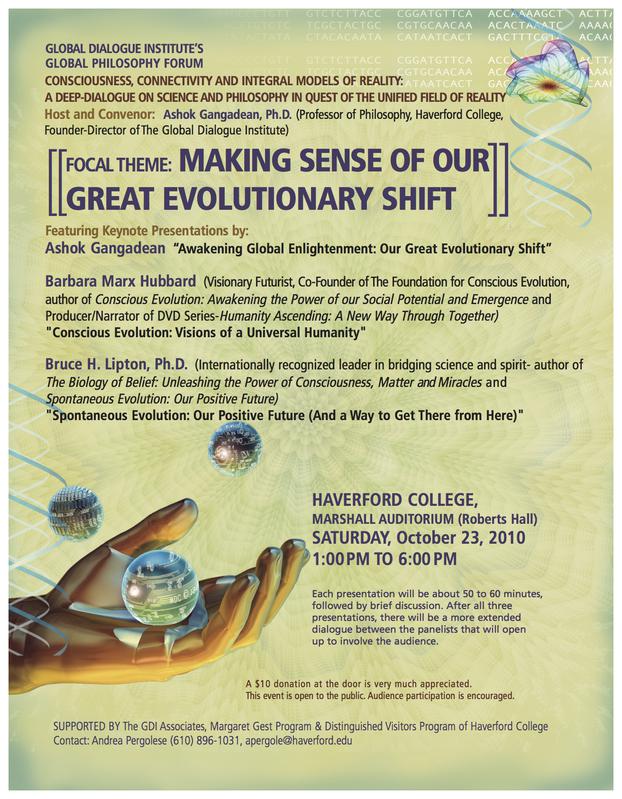 GTCTCTTACC CGGATGTTCA ACCAAAAGCT ACTTA
TCGCTGCAACAA
GCACATAAAA CATAATCACT GACTTTCGT
GLOBAL DIALOGUE INSTITUTE'S
GLOBAL PHILOSOPHY FORUM
CONSCIOUSNESS, CONNECTIVITY AND INTEGRAL MODELS OF REALITY:
A DEEP-DIALOGUE ON SCIENCE AND PHILOSOPHY IN QUEST OF THE UNIFIED FIELD OF REALITY
Host and Convenor: Ashok Gangadean, Ph.D. (Professor of Philosophy, Haverford College,
Founder-Director of The Global Dialogue Institute)
[[FOCAL THEME: MAKING SENSE OF OUR
GREAT EVOLUTIONARY SHIFT]]
Featuring Keynote Presentations by:
Ashok Gangadean “Awakening Global Enlightenment: Our Great Evolutionary Shift”
Barbara Marx Hubbard (Visionary Futurist, Co-Founder of The Foundation for Conscious Evolution,
author of Conscious Evolution: Awakening the Power of our Social Potential and Emergence and
Producer/Narrator of DVD Series-Humanity Ascending: A New Way Through Together)
"Conscious Evolution: Visions of a Universal Humanity"
Bruce H. Lipton, Ph.D. (Internationally recognized leader in bridging science and spirit- author of
The Biology of Belief: Unleashing the Power of Consciousness, Matter and Miracles and
Spontaneous Evolution: Our Positive Future)
"Spontaneous Evolution: Our Positive Future (And a Way to Get There from Here)"
HAVERFORD COLLEGE,
MARSHALL AUDITORIUM (Roberts Hall)
SATURDAY, October 23, 2010
1:00 PM TO 6:00 PM
Each presentation will be about 50 to 60 minutes,
followed by brief discussion. After all three
presentations, there will be a more extended
dialogue between the panelists that will open
up to involve the audience.
A $10 donation at the door is very much appreciated.
This event is open to the public. Audience participation is encouraged.
SUPPORTED BY The GDI Associates, Margaret Gest Program & Distinguished Visitors Program of Haverford College
Contact: Andrea Pergolese (610) 896-1031, apergole@haverford.edu